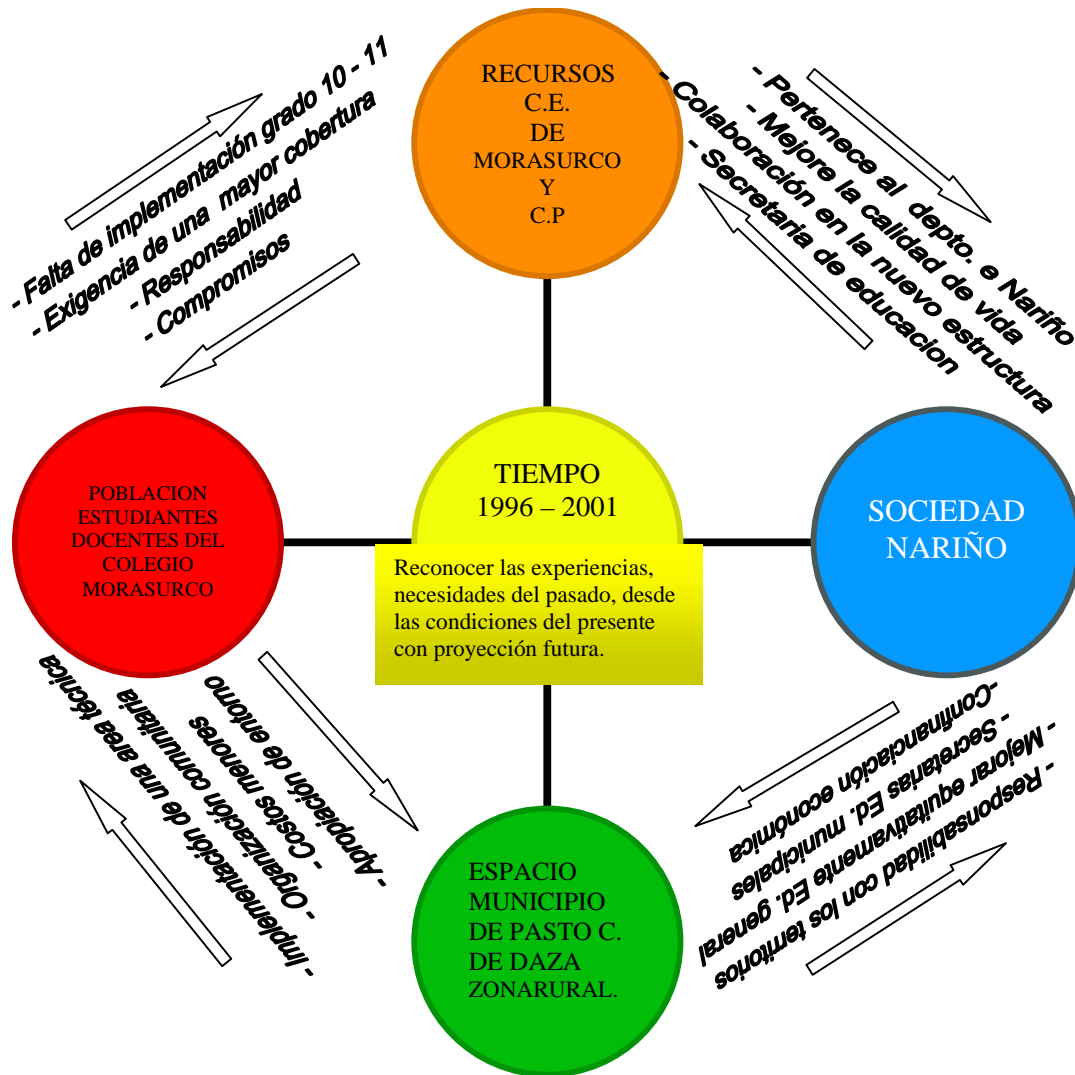 RECURSOS
C.E.
DE
MORASURCO
Y
C.P
- Falta de implementación grado 10 - 11
- Exigencia de una mayor cobertura
- Responsabilidad
- Compromisos
- Pertenece al depto. e Nariño
- Mejore la calidad de vida
- Colaboración en la nuevo estructura
- Secretaria de educacion
POBLACION
ESTUDIANTES
DOCENTES DEL
COLEGIO
MORASURCO
TIEMPO
1996 – 2001
Reconocer las experiencias,
necesidades del pasado, desde
las condiciones del presente
con proyección futura.
SOCIEDAD
NARIÑO
- Apropiación de entorno
- Costos menores
- Organización comunitaria
- Implementación de una area técnica
- Responsabilidad con los territorios
- Mejorar equitativamente Ed. general
- Secretarias Ed. municipales
-Confinanciación económica
ESPACIO
MUNICIPIO
DE PASTO C.
DE DAZA
ZONARURAL.